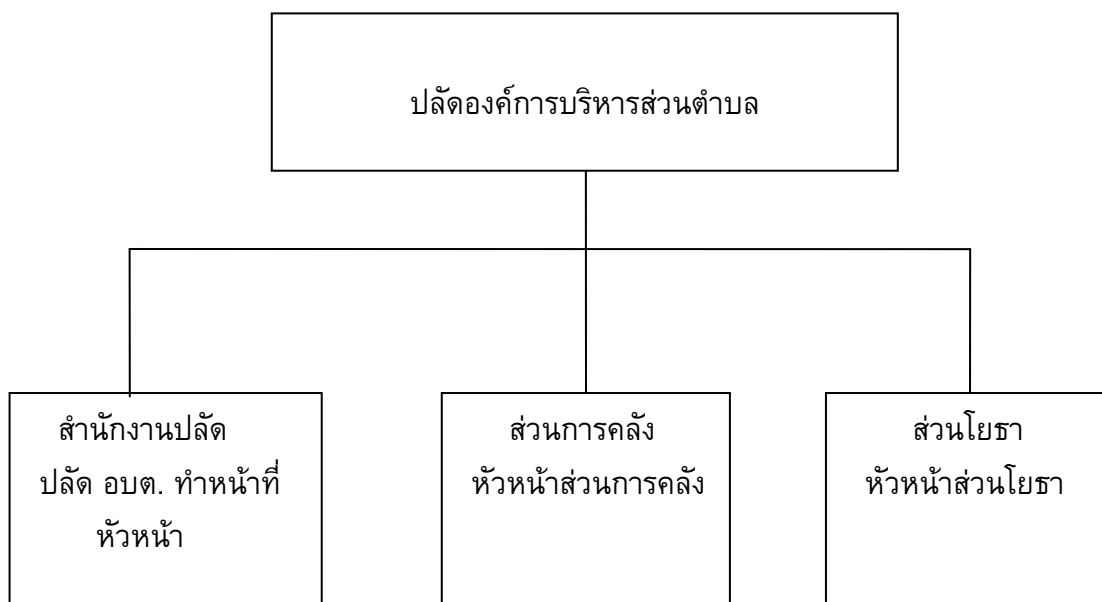 ปลัดองค์การบริหารส่วนตำบล
สำนักงานปลัด
ปลัด อบต. ทำหน้าที่
หัวหน้า
ส่วนการคลัง
หัวหน้าส่วนการคลัง
ส่วนโยธา
หัวหน้าส่วนโยธา